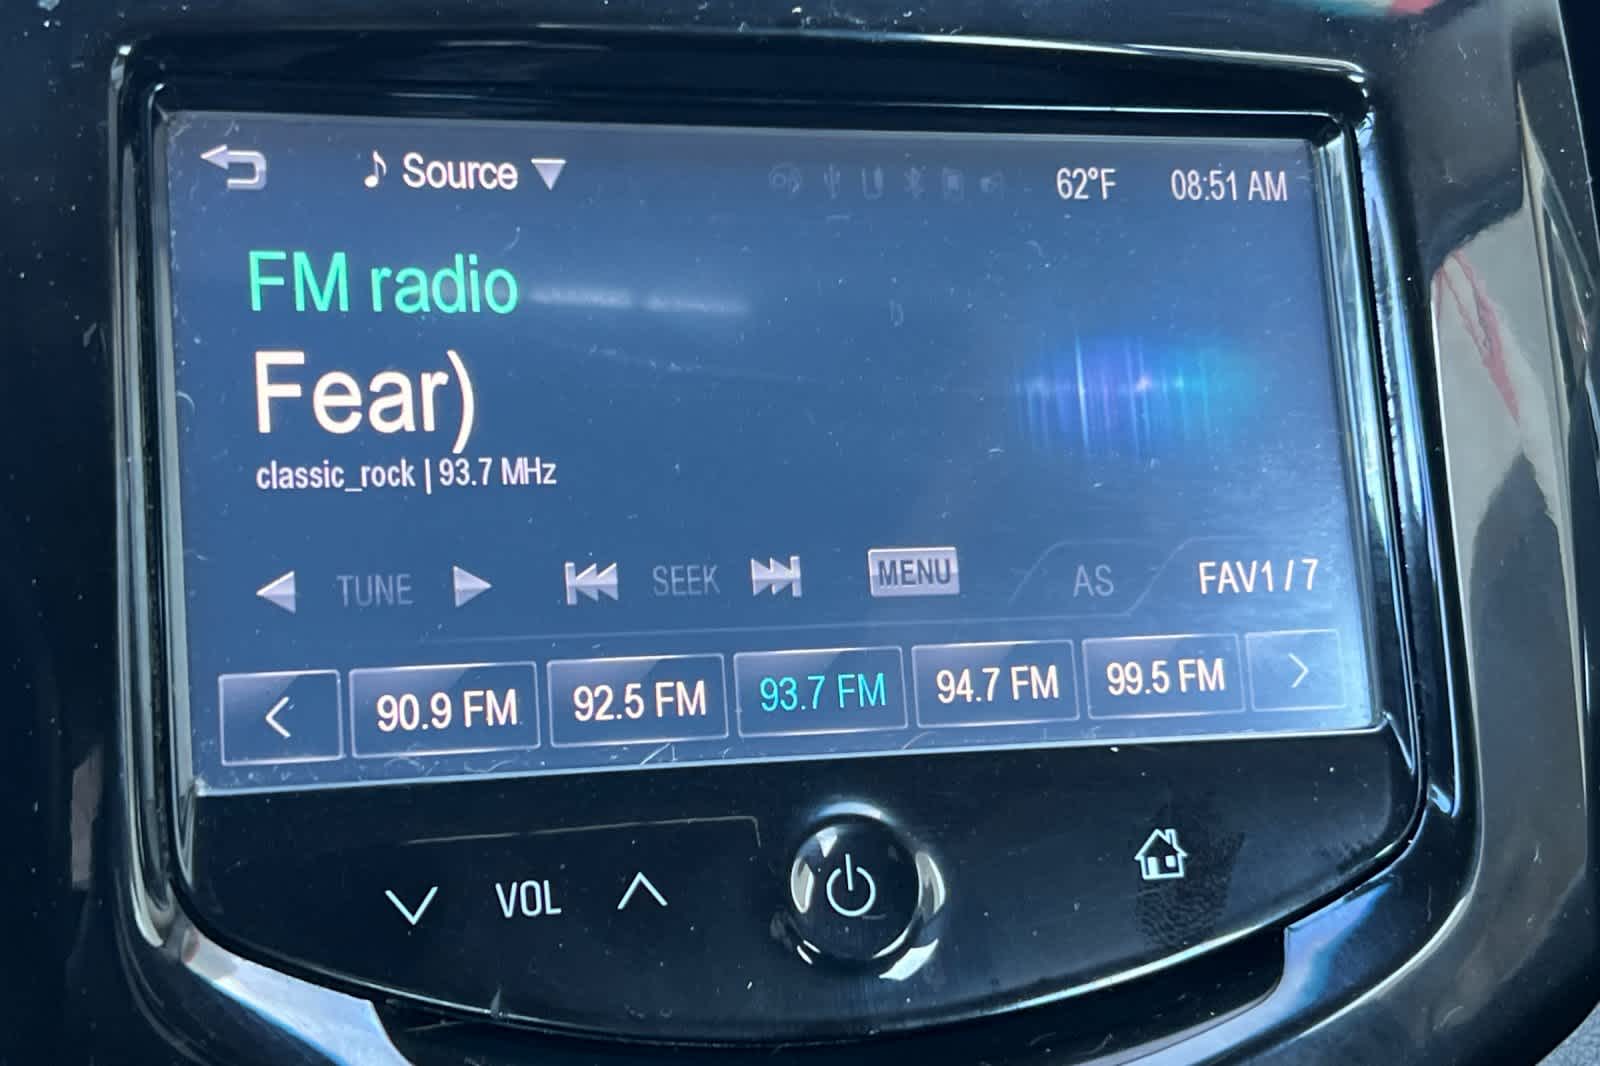 Source 62°F 08:51 AM
FM radio
Fear)
classic_rock | 93.7 MHz
TUNE SEEK MENU AS FAV1 / 7
90.9 FM 92.5 FM 93.7 FM 94.7 FM 99.5 FM
VOL